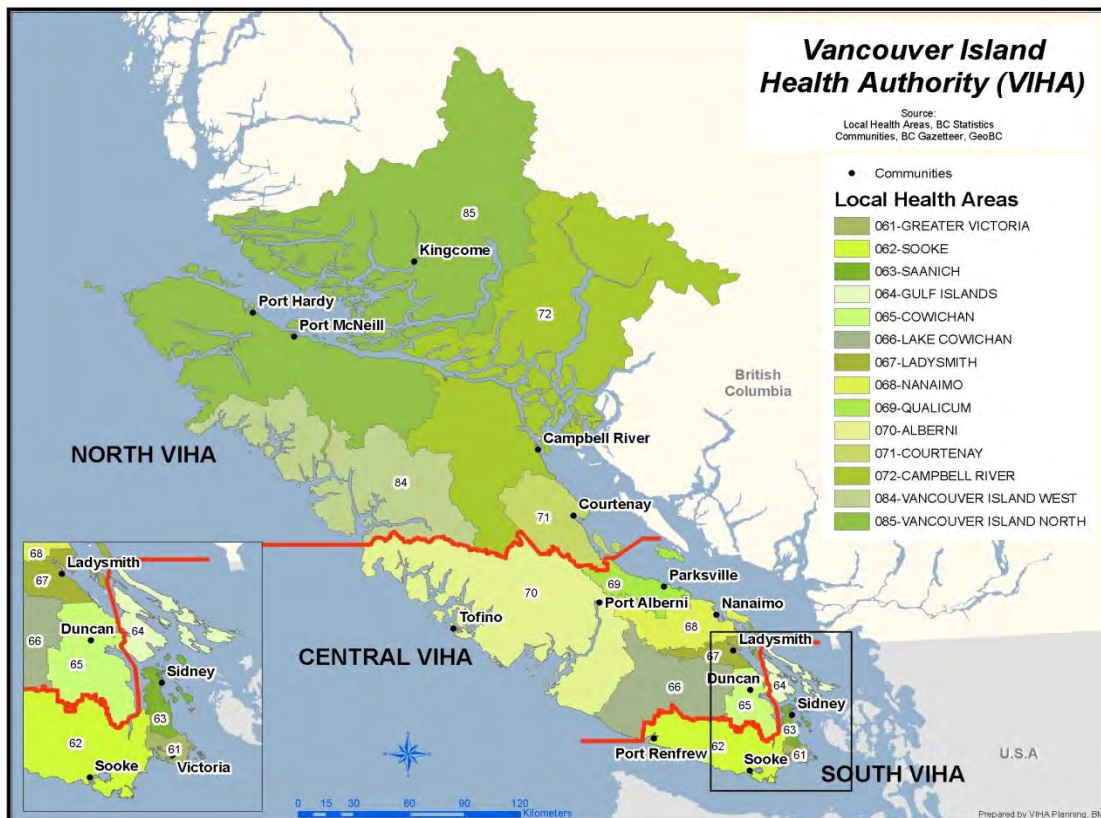 Vancouver Island
Health Authority (VIHA)
Source:
Local Health Areas, BC Statistics
Communities, BC Gazetteer, GeoBC
Communities
Local Health Areas
061-GREATER VICTORIA
062-SOOKE
063-SAANICH
064-GULF ISLANDS
065-COWICHAN
066-LAKE COWICHAN
067-LADYSMITH
068-NANAIMO
069-QUALICUM
070-ALBERNI
071-COURTENAY
072-CAMPBELL RIVER
084-VANCOUVER ISLAND WEST
085-VANCOUVER ISLAND NORTH
85
Kingcome
Port Hardy
Port McNeill
72
British
Columbia
Campbell River
NORTH VIHA
84
71
Courtenay
69
Parksville
70
Port Alberni
Nanaimo
Tofino
68
Ladysmith
CENTRAL VIHA
67
66
Duncan
64
65
Sidney
63
Port Renfrew
62
61
Sooke
SOUTH VIHA
U.S.A
68
Ladysmith
67
Duncan
64
66
65
Sidney
63
62
61
Victoria
Sooke
0 15 30 60 90 120
Kilometers
Prepared by VIHA Planning, BM